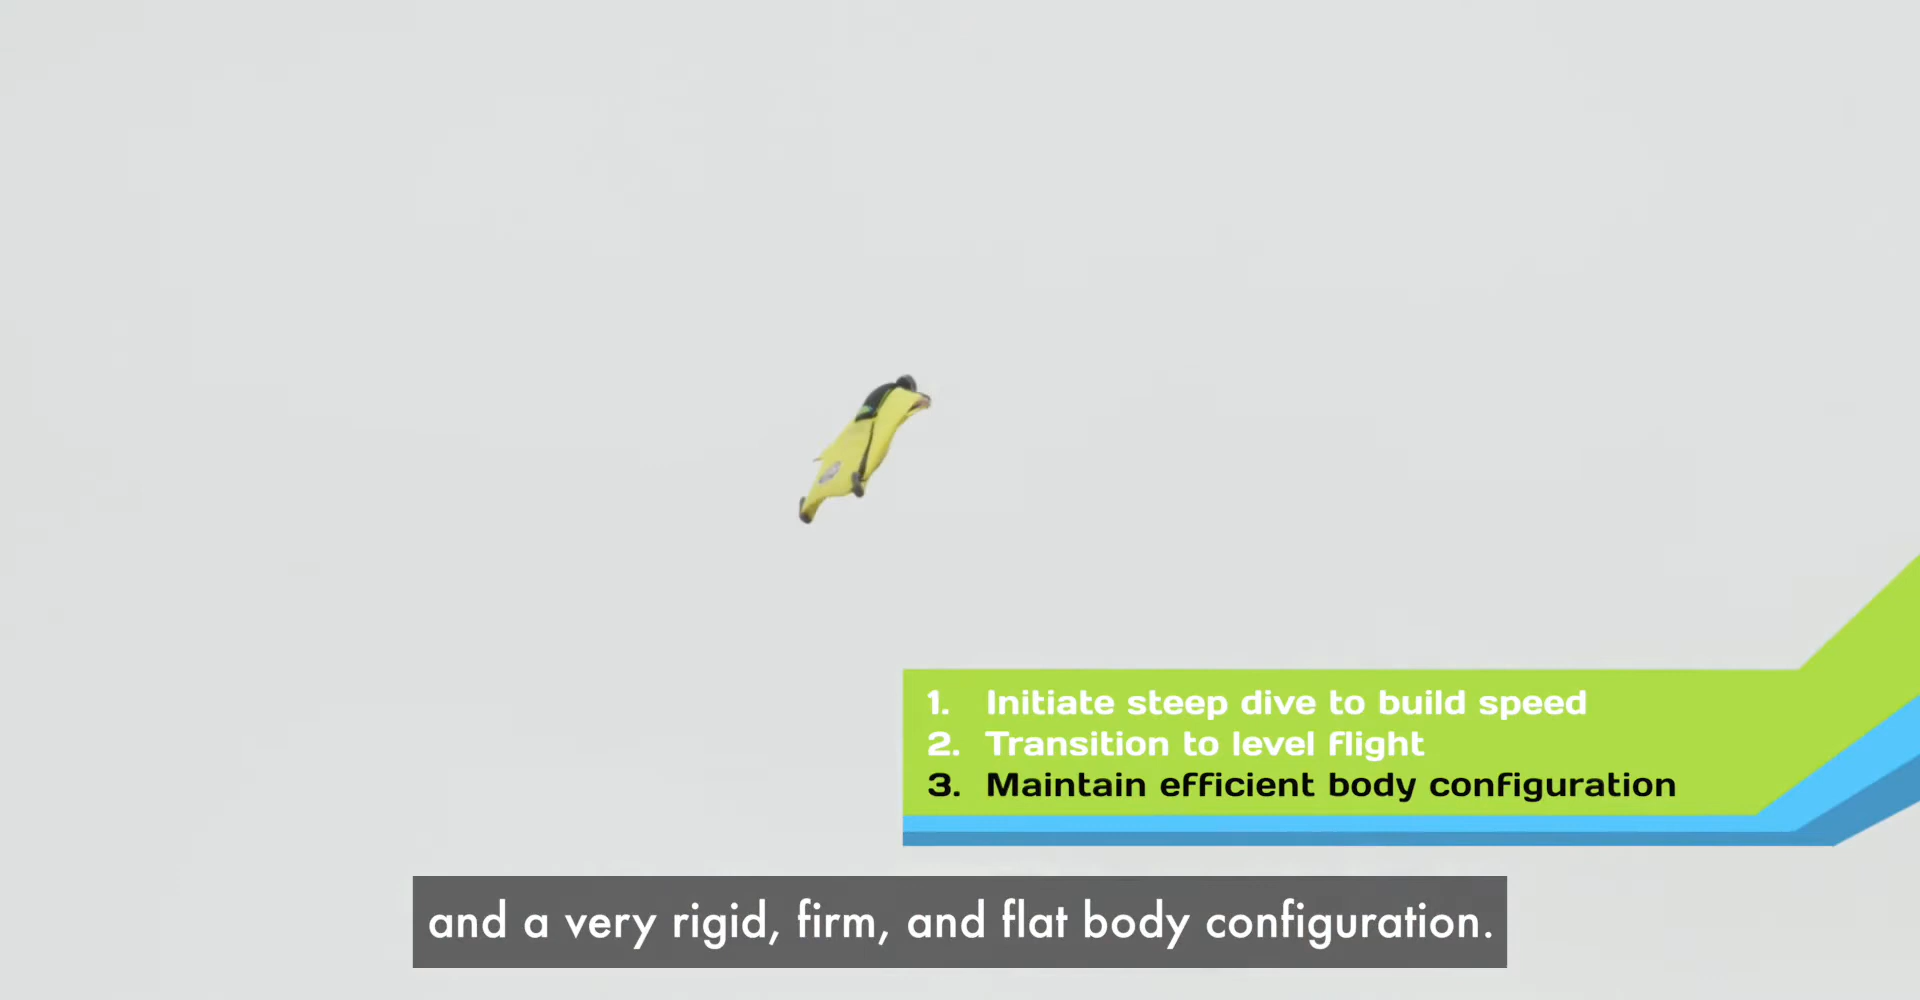 1. Initiate steep dive to build speed
2. Transition to level flight
3. Maintain efficient body configuration
and a very rigid, firm, and flat body configuration.